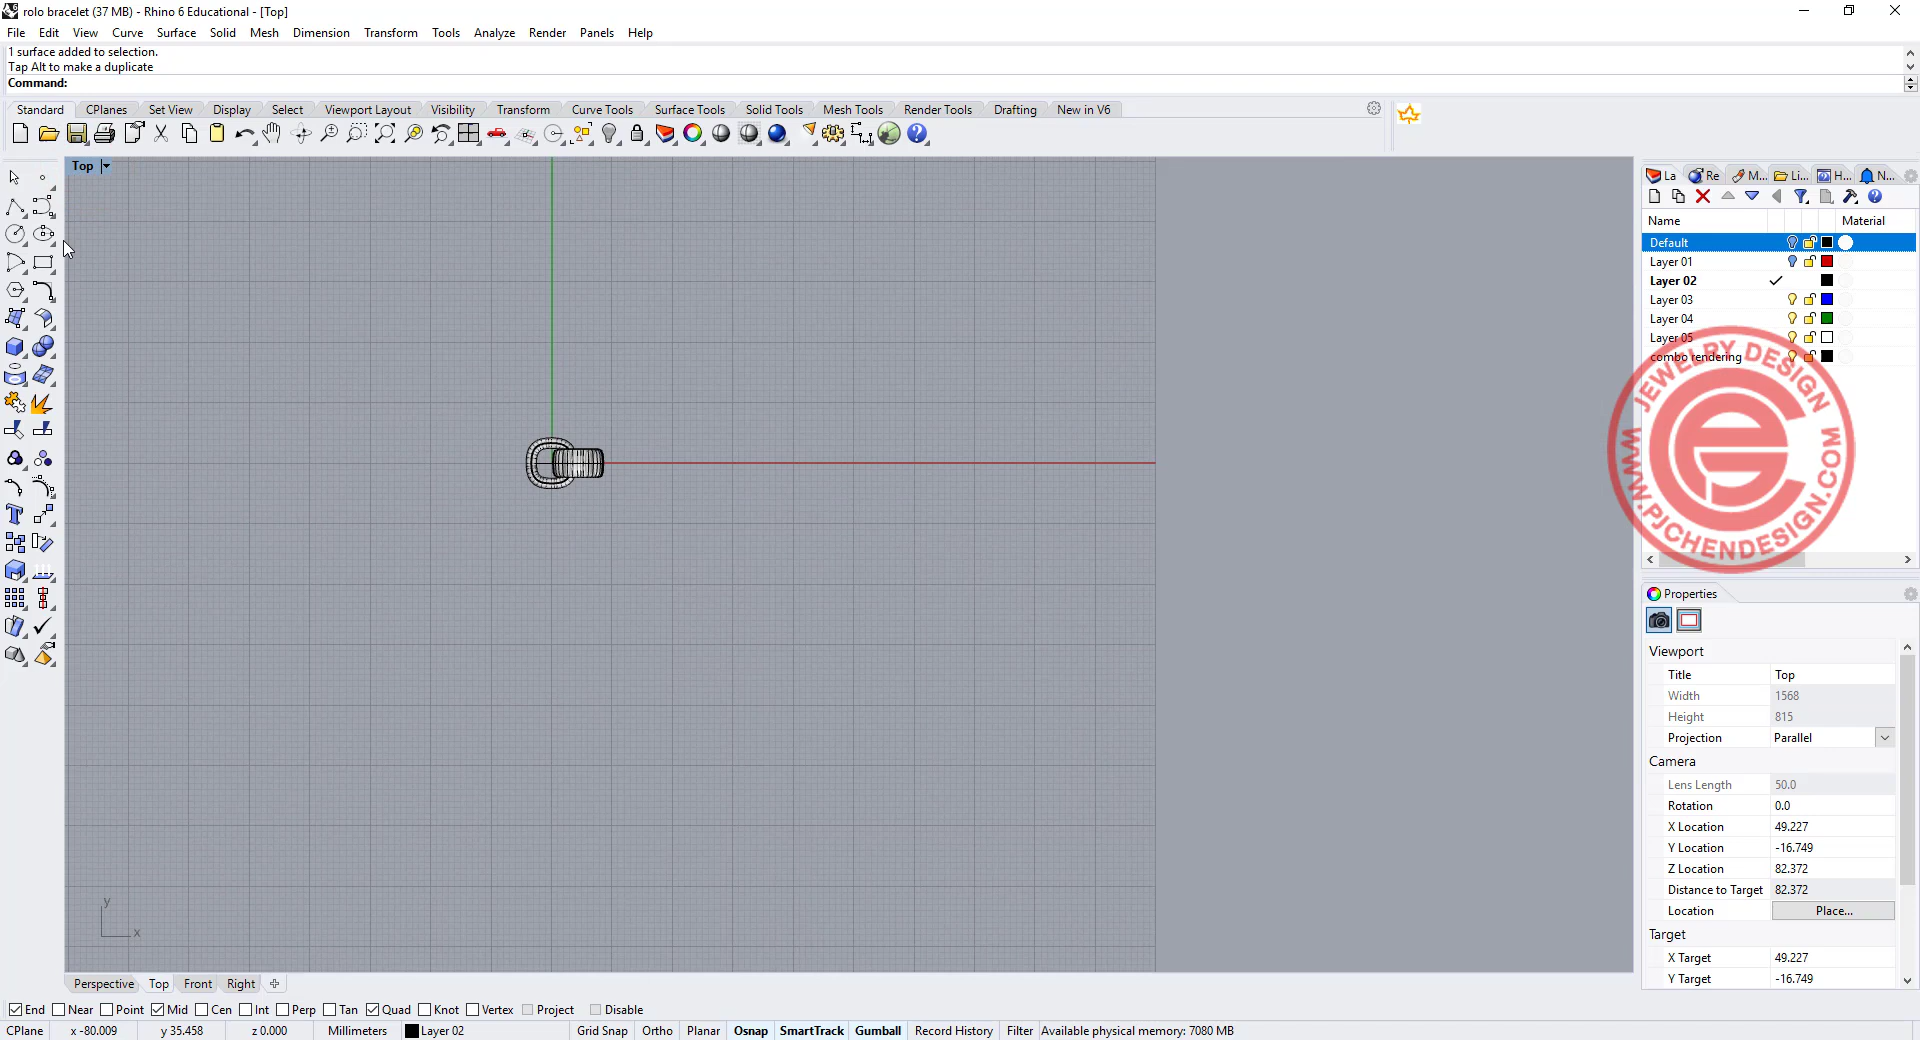 rolo bracelet (37 MB) - Rhino 6 Educational - [Top]
File Edit View Curve Surface Solid Mesh Dimension Transform Tools Analyze Render Panels Help
1 surface added to selection.
Tap Alt to make a duplicate
Command:
Standard CPlanes Set View Display Select Viewport Layout Visibility Transform Curve Tools Surface Tools Solid Tools Mesh Tools Render Tools Drafting New in V6
Top
La Re M... Li... H... N...
Name Material
Default
Layer 01
Layer 02
Layer 03
Layer 04
Layer 05
combo rendering
JEWELRY DESIGN
WWW.PJCHENDESIGN.COM
Properties
Viewport
Title Top
Width 1568
Height 815
Projection Parallel
Camera
Lens Length 50.0
Rotation 0.0
X Location 49.227
Y Location -16.749
Z Location 82.372
Distance to Target 82.372
Location Place...
Target
X Target 49.227
Y Target -16.749
y
x
Perspective Top Front Right
End Near Point Mid Cen Int Perp Tan Quad Knot Vertex Project Disable
CPlane x -80.009 y 35.458 z 0.000 Millimeters Layer 02 Grid Snap Ortho Planar Osnap SmartTrack Gumball Record History Filter Available physical memory: 7080 MB